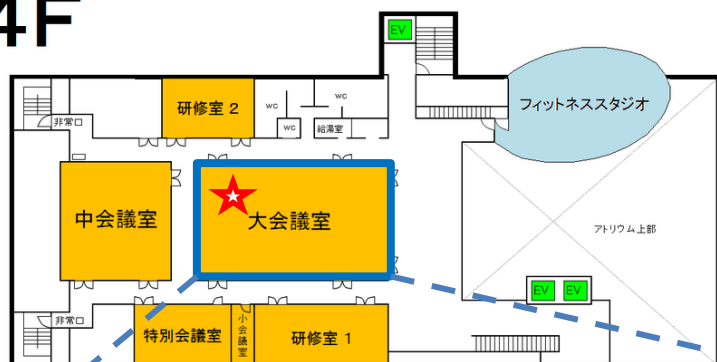 4F
EV
研修室 2
wc
wc
wc
給湯室
フィットネススタジオ
非常口
中会議室
大会議室
アトリウム上部
EV
EV
非常口
特別会議室
小会議室
研修室 1